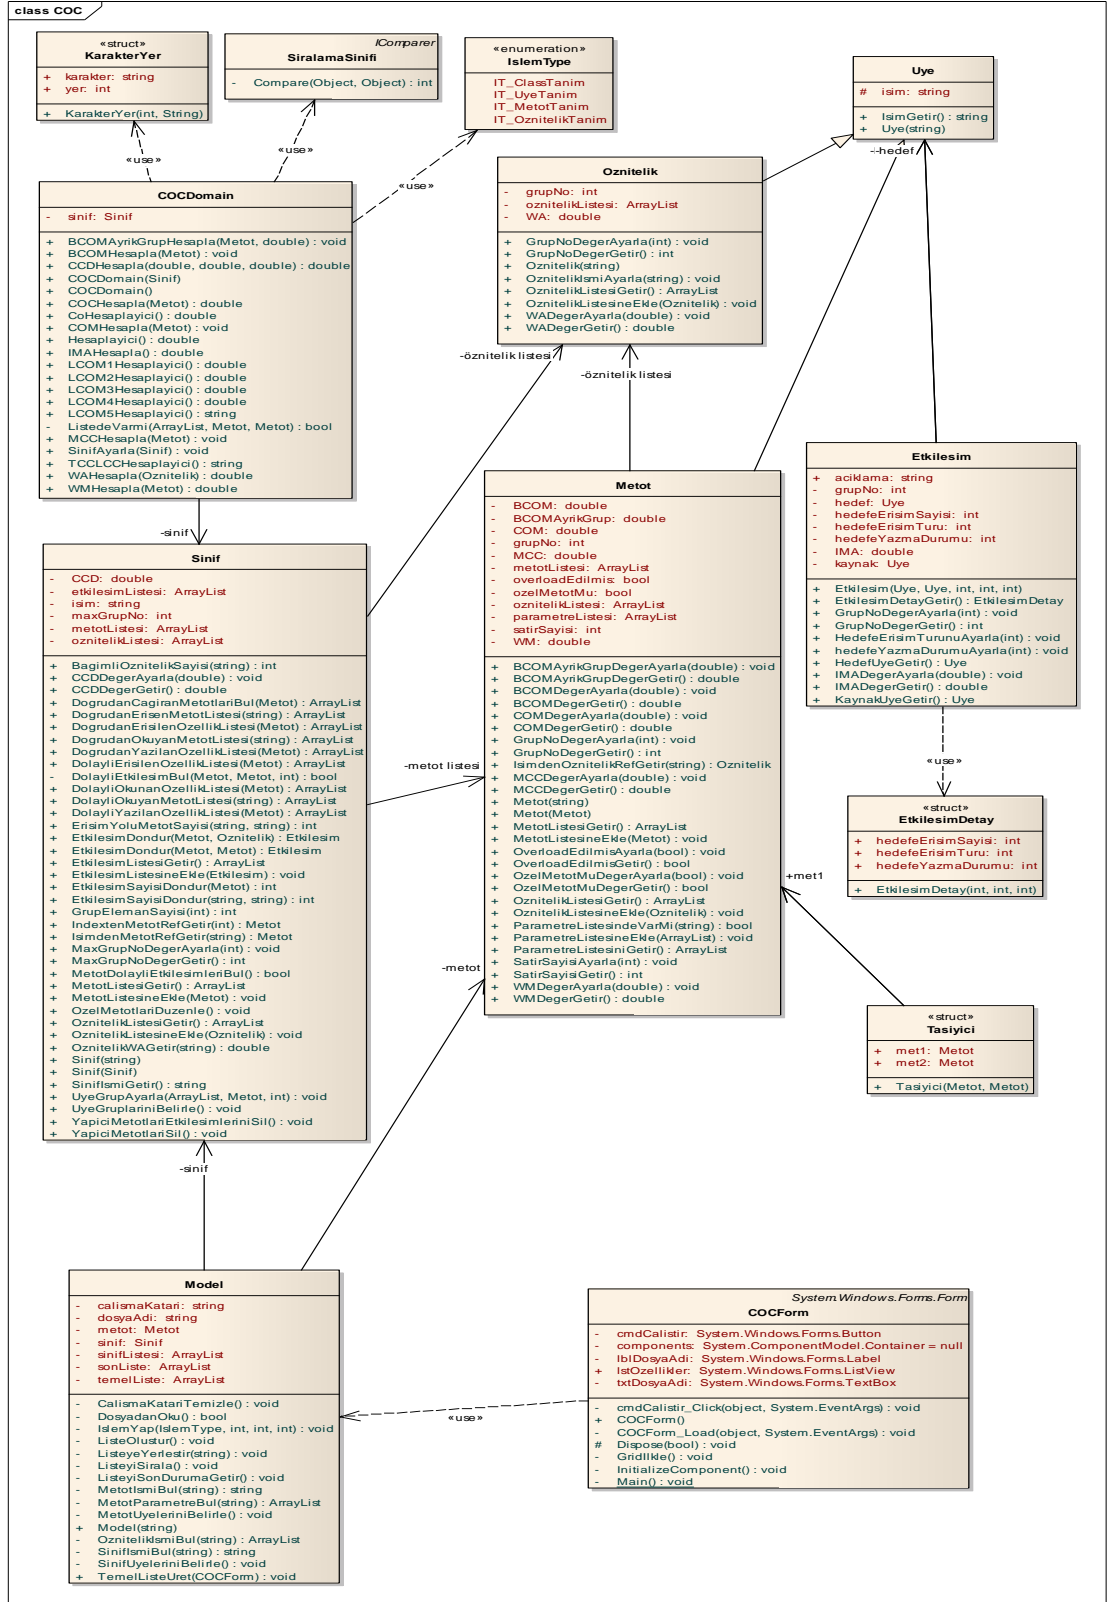 class COC
«struct»
KarakterYer
+ karakter: string
+ yer: int
+ KarakterYer(int, String)
IComparer
SiralamaSinifi
- Compare(Object, Object) : int
«enumeration»
IslemType
IT_ClassTanim
IT_UyeTanim
IT_MetotTanim
IT_OznitelikTanim
Uye
# isim: string
+ IsimGetir() : string
+ Uye(string)
«use»
«use»
«use»
-hedef
COCDomain
- sinif: Sinif
+ BCOMAyrikGrupHesapla(Metot, double) : void
+ BCOMHesapla(Metot) : void
+ CCDHesapla(double, double, double) : double
+ COCDomain(Sinif)
+ COCDomain()
+ COCHesapla(Metot) : double
+ CoHesaplayici() : double
+ COMHesapla(Metot) : void
+ Hesaplayici() : double
+ IMAHesapla() : double
+ LCOM1Hesaplayici() : double
+ LCOM2Hesaplayici() : double
+ LCOM3Hesaplayici() : double
+ LCOM4Hesaplayici() : double
+ LCOM5Hesaplayici() : string
- ListedeVarmi(ArrayList, Metot, Metot) : bool
+ MCCHesapla(Metot) : void
+ SinifAyarla(Sinif) : void
+ TCCLCCHesaplayici() : string
+ WAHesapla(Oznitelik) : double
+ WMHesapla(Metot) : double
Oznitelik
- grupNo: int
- oznitelikListesi: ArrayList
- WA: double
+ GrupNoDegerAyarla(int) : void
+ GrupNoDegerGetir() : int
+ Oznitelik(string)
+ OznitelikIsmiAyarla(string) : void
+ OznitelikListesiGetir() : ArrayList
+ OznitelikListesineEkle(Oznitelik) : void
+ WADegerAyarla(double) : void
+ WADegerGetir() : double
-öznitelik listesi
-öznitelik listesi
-sinif
Sinif
- CCD: double
- etkilesimListesi: ArrayList
- isim: string
- maxGrupNo: int
- metotListesi: ArrayList
- oznitelikListesi: ArrayList
+ BagimliOznitelikSayisi(string) : int
+ CCDDegerAyarla(double) : void
+ CCDDegerGetir() : double
+ DogrudanCagiranMetotlariBul(Metot) : ArrayList
+ DogrudanErisenMetotListesi(string) : ArrayList
+ DogrudanErisilenOzellikListesi(Metot) : ArrayList
+ DogrudanOkuyanMetotListesi(string) : ArrayList
+ DogrudanYazilanOzellikListesi(Metot) : ArrayList
+ DolayliErisilenOzellikListesi(Metot) : ArrayList
- DolayliEtkilesimBul(Metot, Metot, int) : bool
+ DolayliOkunanOzellikListesi(Metot) : ArrayList
+ DolayliOkuyanMetotListesi(string) : ArrayList
+ DolayliYazilanOzellikListesi(Metot) : ArrayList
+ ErisimYoluMetotSayisi(string, string) : int
+ EtkilesimDondur(Metot, Oznitelik) : Etkilesim
+ EtkilesimDondur(Metot, Metot) : Etkilesim
+ EtkilesimListesiGetir() : ArrayList
+ EtkilesimListesineEkle(Etkilesim) : void
+ EtkilesimSayisiDondur(Metot) : int
+ EtkilesimSayisiDondur(string, string) : int
+ GrupElemanSayisi(int) : int
+ IndextenMetotRefGetir(int) : Metot
+ IsimdenMetotRefGetir(string) : Metot
+ MaxGrupNoDegerAyarla(int) : void
+ MaxGrupNoDegerGetir() : int
+ MetotDolayliEtkilesimleriBul() : bool
+ MetotListesiGetir() : ArrayList
+ MetotListesineEkle(Metot) : void
+ OzelMetotlariDuzenle() : void
+ OznitelikListesiGetir() : ArrayList
+ OznitelikListesineEkle(Oznitelik) : void
+ OznitelikWAGetir(string) : double
+ Sinif(string)
+ Sinif(Sinif)
+ SinifIsmiGetir() : string
+ UyeGrupAyarla(ArrayList, Metot, int) : void
+ UyeGruplariniBelirle() : void
+ YapiciMetotlariEtkilesimleriniSil() : void
+ YapiciMetotlariSil() : void
-metot listesi
Metot
- BCOM: double
- BCOMAyrikGrup: double
- COM: double
- grupNo: int
- MCC: double
- metotListesi: ArrayList
- overloadEdilmis: bool
- ozelMetotMu: bool
- oznitelikListesi: ArrayList
- parametreListesi: ArrayList
- satirSayisi: int
- WM: double
+ BCOMAyrikGrupDegerAyarla(double) : void
+ BCOMAyrikGrupDegerGetir() : double
+ BCOMDegerAyarla(double) : void
+ BCOMDegerGetir() : double
+ COMDegerAyarla(double) : void
+ COMDegerGetir() : double
+ GrupNoDegerAyarla(int) : void
+ GrupNoDegerGetir() : int
+ IsimdenOznitelikRefGetir(string) : Oznitelik
+ MCCDegerAyarla(double) : void
+ MCCDegerGetir() : double
+ Metot(string)
+ Metot(Metot)
+ MetotListesiGetir() : ArrayList
+ MetotListesineEkle(Metot) : void
+ OverloadEdilmisAyarla(bool) : void
+ OverloadEdilmisGetir() : bool
+ OzelMetotMuDegerAyarla(bool) : void
+ OzelMetotMuDegerGetir() : bool
+ OznitelikListesiGetir() : ArrayList
+ OznitelikListesineEkle(Oznitelik) : void
+ ParametreListesindeVarMi(string) : bool
+ ParametreListesineEkle(ArrayList) : void
+ ParametreListesiniGetir() : ArrayList
+ SatirSayisiAyarla(int) : void
+ SatirSayisiGetir() : int
+ WMDegerAyarla(double) : void
+ WMDegerGetir() : double
Etkilesim
+ aciklama: string
- grupNo: int
- hedef: Uye
- hedefeErisimSayisi: int
- hedefeErisimTuru: int
- hedefeYazmaDurumu: int
- IMA: double
- kaynak: Uye
+ Etkilesim(Uye, Uye, int, int, int)
+ EtkilesimDetayGetir() : EtkilesimDetay
+ GrupNoDegerAyarla(int) : void
+ GrupNoDegerGetir() : int
+ HedefErisimTurunuAyarla(int) : void
+ hedefeYazmaDurumuAyarla(int) : void
+ HedefUyeGetir() : Uye
+ IMADegerAyarla(double) : void
+ IMADegerGetir() : double
+ KaynakUyeGetir() : Uye
«use»
«struct»
EtkilesimDetay
+ hedefeErisimSayisi: int
+ hedefeErisimTuru: int
+ hedefeYazmaDurumu: int
+ EtkilesimDetay(int, int, int)
+met1
-metot
«struct»
Tasiyici
+ met1: Metot
+ met2: Metot
+ Tasiyici(Metot, Metot)
-sinif
Model
- calismaKatari: string
- dosyaAdi: string
- metot: Metot
- sinif: Sinif
- sinifListesi: ArrayList
- sonListe: ArrayList
- temelListe: ArrayList
- CalismaKatariTemizle() : void
- DosyadanOku() : bool
- IslemYap(IslemType, int, int, int) : void
- ListeOlustur() : void
- ListeyeYerlestir(string) : void
- ListeyiSirala() : void
- ListeyiSonDurumaGetir() : void
- MetotIsmiBul(string) : string
- MetotParametreBul(string) : ArrayList
- MetotUyeleriniBelirle() : void
+ Model(string)
- OznitelikIsmiBul(string) : ArrayList
- SinifIsmiBul(string) : string
- SinifUyeleriniBelirle() : void
+ TemelListeUret(COCForm) : void
«use»
System.Windows.Forms.Form
COCForm
- cmdCalistir: System.Windows.Forms.Button
- components: System.ComponentModel.Container = null
- lblDosyaAdi: System.Windows.Forms.Label
+ lstOzellikler: System.Windows.Forms.ListView
- txtDosyaAdi: System.Windows.Forms.TextBox
- cmdCalistir_Click(object, System.EventArgs) : void
+ COCForm()
- COCForm_Load(object, System.EventArgs) : void
# Dispose(bool) : void
- GridIlkle() : void
- InitializeComponent() : void
- Main() : void